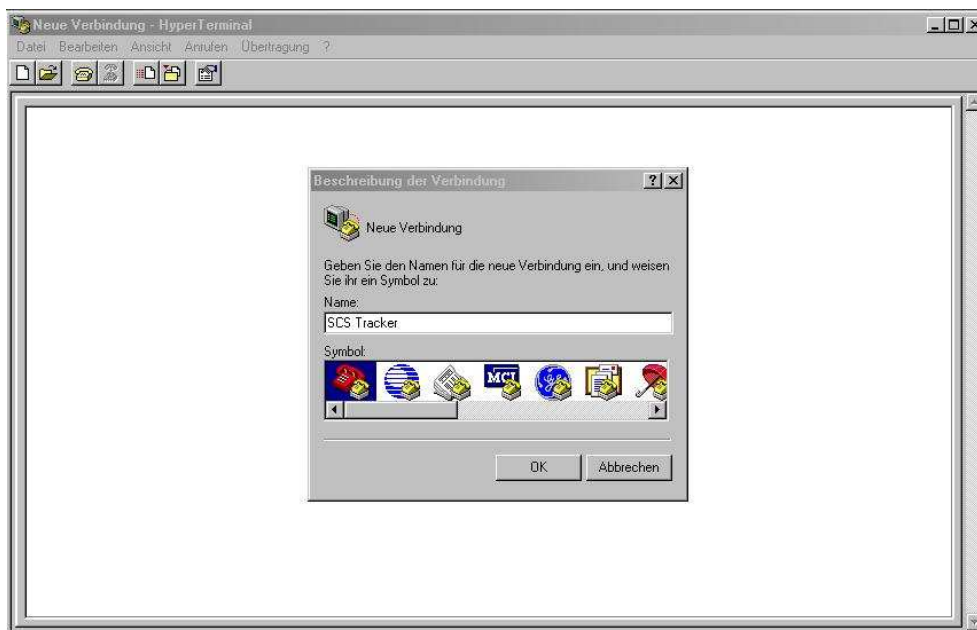 Neue Verbindung - HyperTerminal
Datei Bearbeiten Ansicht Anrufen Übertragung ?
Beschreibung der Verbindung
Neue Verbindung
Geben Sie den Namen für die neue Verbindung ein, und weisen
Sie ihr ein Symbol zu:
Name:
SCS Tracker
Symbol:
MCI
OK Abbrechen